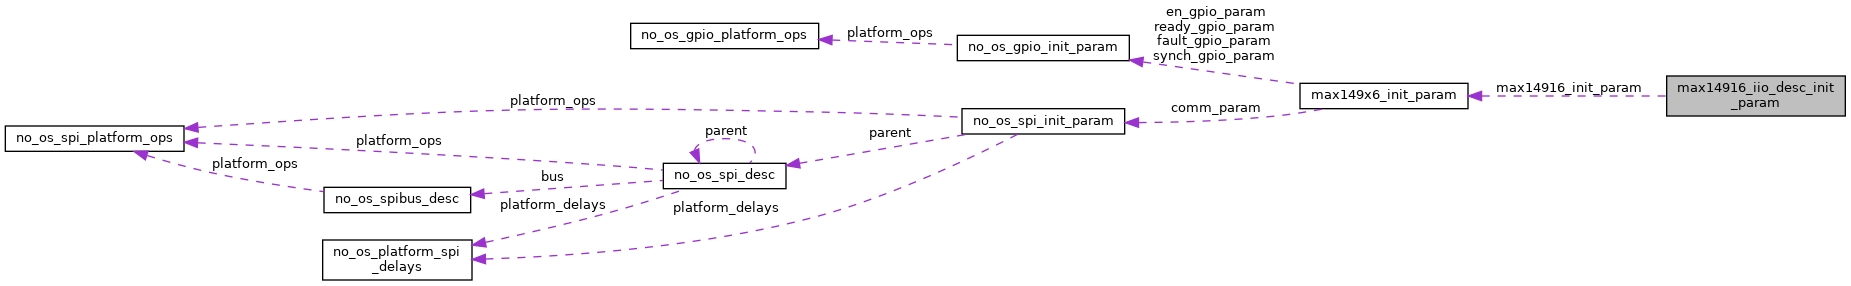 en_gpio_param
ready_gpio_param
fault_gpio_param
synch_gpio_param
no_os_gpio_platform_ops
platform_ops
no_os_gpio_init_param
max14916_iio_desc_init
_param
max14916_init_param
max149x6_init_param
platform_ops
comm_param
no_os_spi_init_param
no_os_spi_platform_ops
platform_ops
parent
parent
platform_ops
bus
no_os_spi_desc
no_os_spibus_desc
platform_delays
platform_delays
no_os_platform_spi
_delays